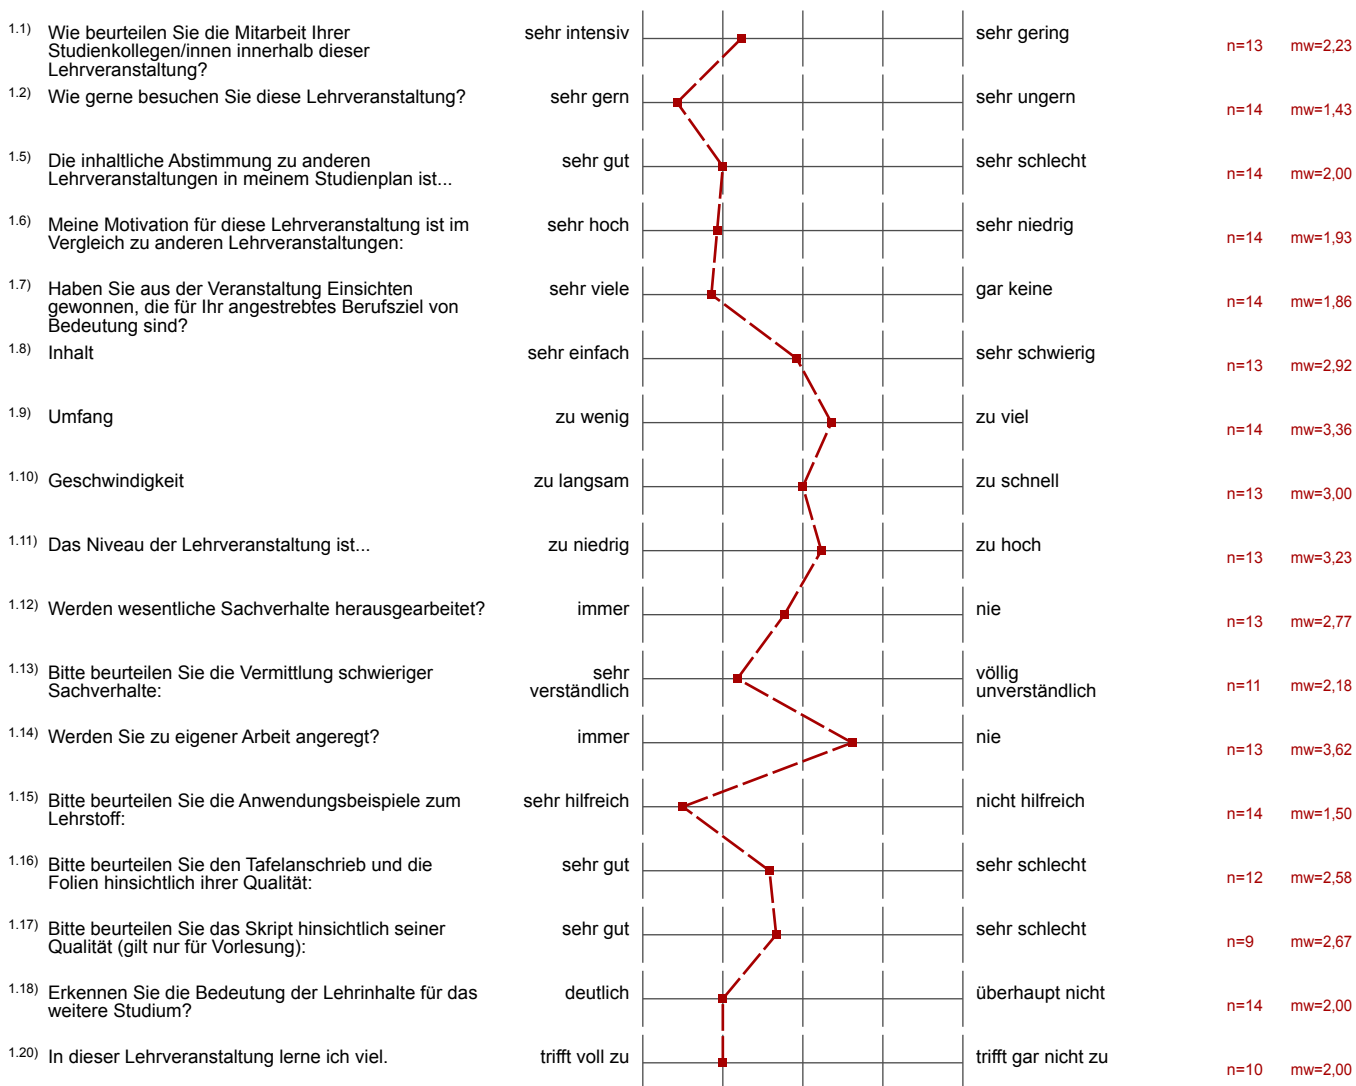 1.1) Wie beurteilen Sie die Mitarbeit Ihrer sehr intensiv sehr gering n=13 mw=2,23
Studienkollegen/innen innerhalb dieser
Lehrveranstaltung?
1.2) Wie gerne besuchen Sie diese Lehrveranstaltung? sehr gern sehr ungern n=14 mw=1,43
1.5) Die inhaltliche Abstimmung zu anderen sehr gut sehr schlecht n=14 mw=2,00
Lehrveranstaltungen in meinem Studienplan ist...
1.6) Meine Motivation für diese Lehrveranstaltung ist im sehr hoch sehr niedrig n=14 mw=1,93
Vergleich zu anderen Lehrveranstaltungen:
1.7) Haben Sie aus der Veranstaltung Einsichten sehr viele gar keine n=14 mw=1,86
gewonnen, die für Ihr angestrebtes Berufsziel von
Bedeutung sind?
1.8) Inhalt sehr einfach sehr schwierig n=13 mw=2,92
1.9) Umfang zu wenig zu viel n=14 mw=3,36
1.10) Geschwindigkeit zu langsam zu schnell n=13 mw=3,00
1.11) Das Niveau der Lehrveranstaltung ist... zu niedrig zu hoch n=13 mw=3,23
1.12) Werden wesentliche Sachverhalte herausgearbeitet? immer nie n=13 mw=2,77
1.13) Bitte beurteilen Sie die Vermittlung schwieriger sehr völlig n=11 mw=2,18
Sachverhalte: verständlich unverständlich
1.14) Werden Sie zu eigener Arbeit angeregt? immer nie n=13 mw=3,62
1.15) Bitte beurteilen Sie die Anwendungsbeispiele zum sehr hilfreich nicht hilfreich n=14 mw=1,50
Lehrstoff:
1.16) Bitte beurteilen Sie den Tafelanschrieb und die sehr gut sehr schlecht n=12 mw=2,58
Folien hinsichtlich ihrer Qualität:
1.17) Bitte beurteilen Sie das Skript hinsichtlich seiner sehr gut sehr schlecht n=9 mw=2,67
Qualität (gilt nur für Vorlesung):
1.18) Erkennen Sie die Bedeutung der Lehrinhalte für das deutlich überhaupt nicht n=14 mw=2,00
weitere Studium?
1.20) In dieser Lehrveranstaltung lerne ich viel. trifft voll zu trifft gar nicht zu n=10 mw=2,00